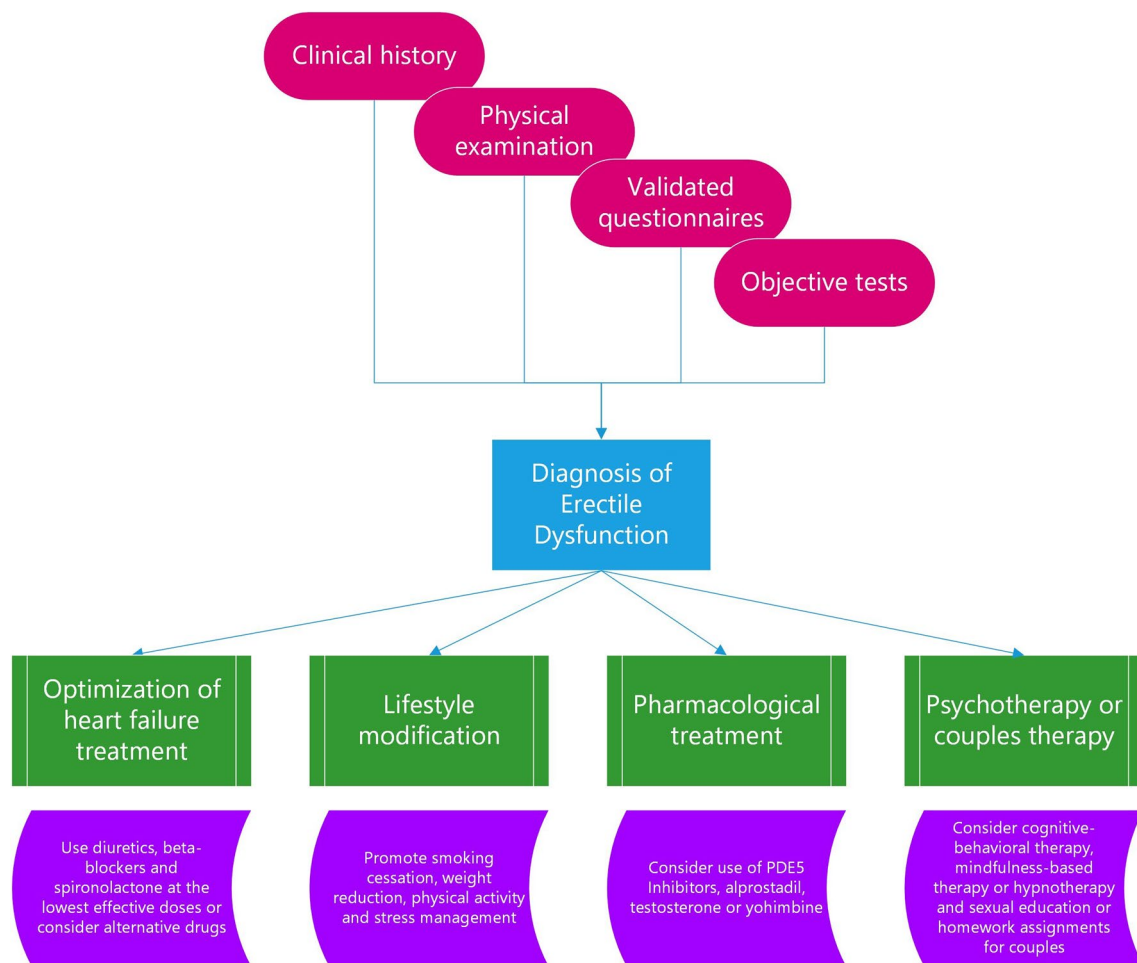 Clinical history
Physical
examination
Validated
questionnaires
Objective tests
Diagnosis of
Erectile
Dysfunction
Optimization of
heart failure
treatment
Lifestyle
modification
Pharmacological
treatment
Psychotherapy or
couples therapy
Use diuretics, beta-
blockers and
spironolactone at the
lowest effective doses or
consider alternative drugs
Promote smoking
cessation, weight
reduction, physical activity
and stress management
Consider use of PDE5
Inhibitors, alprostadil,
testosterone or yohimbine
Consider cognitive-
behavioral therapy,
mindfulness-based
therapy or hypnotherapy
and sexual education or
homework assignments
for couples